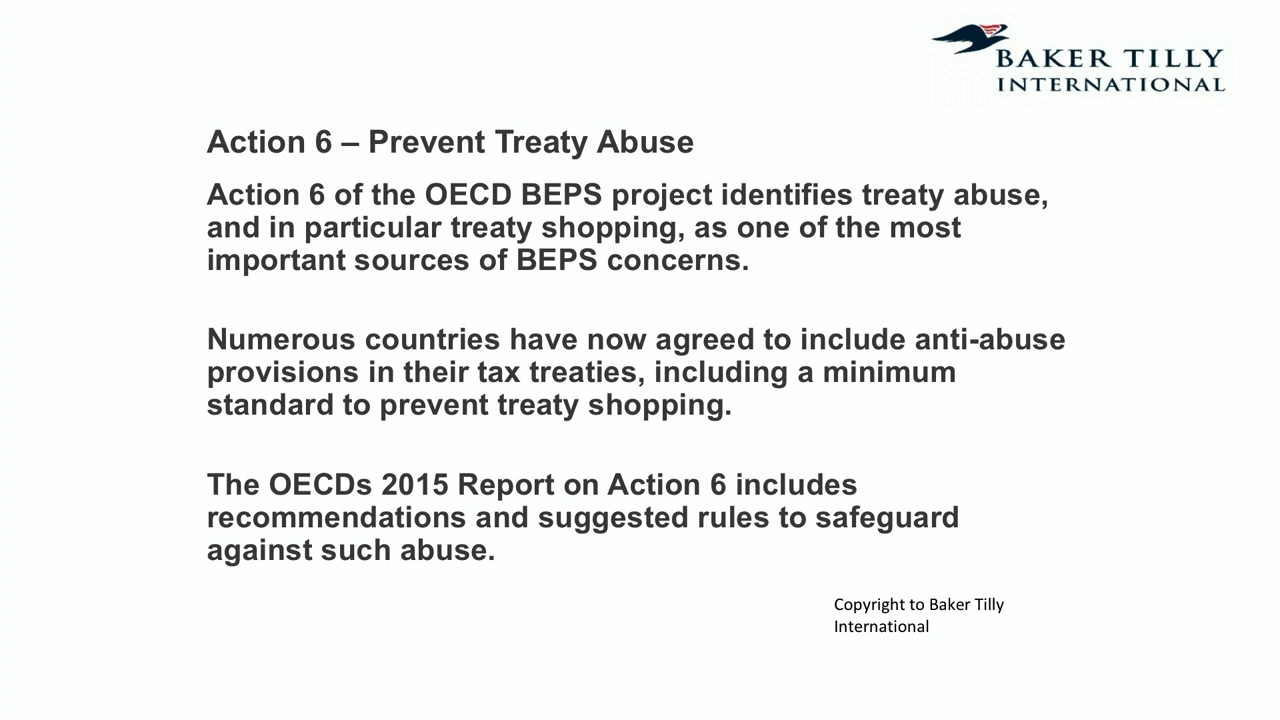 BAKER TILLY
INTERNATIONAL
Action 6 – Prevent Treaty Abuse
Action 6 of the OECD BEPS project identifies treaty abuse,
and in particular treaty shopping, as one of the most
important sources of BEPS concerns.
Numerous countries have now agreed to include anti-abuse
provisions in their tax treaties, including a minimum
standard to prevent treaty shopping.
The OECDs 2015 Report on Action 6 includes
recommendations and suggested rules to safeguard
against such abuse.
Copyright to Baker Tilly
International